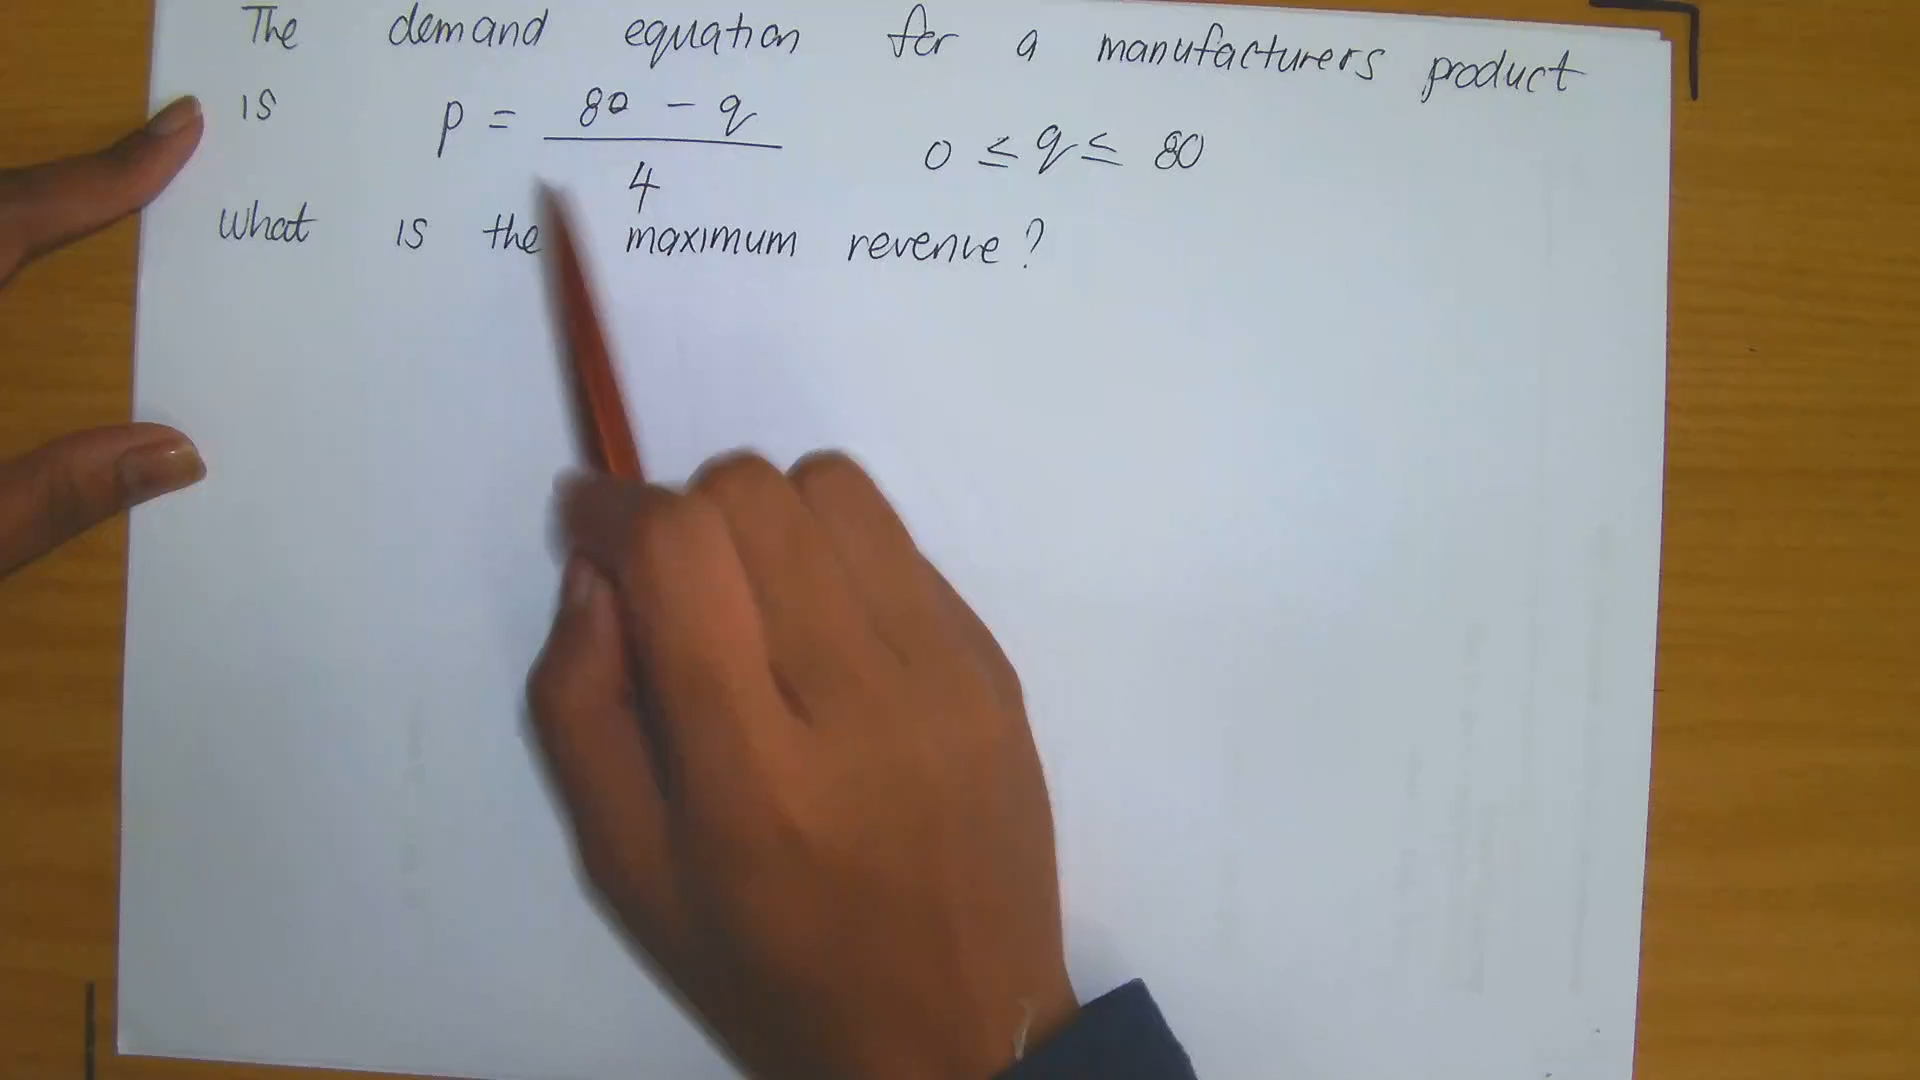 The demand equation for a manufacturers product
is p = 80 - q / 4 0 ≤ q ≤ 80
What is the maximum revenue?